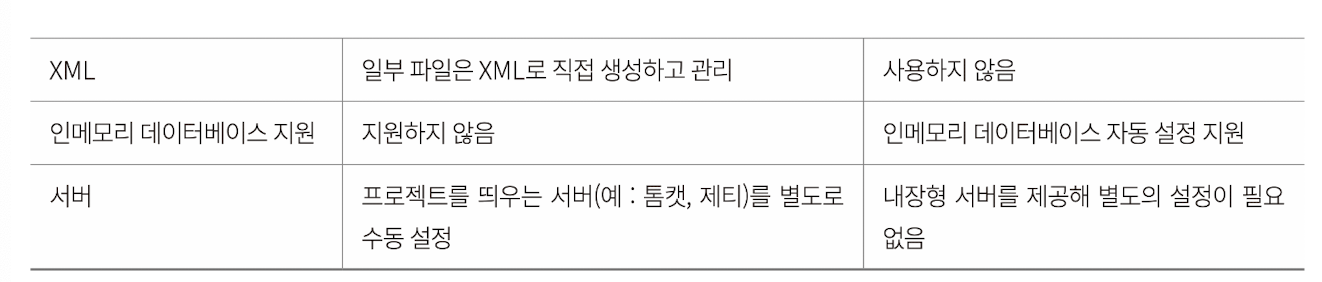 XML 일부 파일은 XML로 직접 생성하고 관리 사용하지 않음
인메모리 데이터베이스 지원 지원하지 않음 인메모리 데이터베이스 자동 설정 지원
서버 프로젝트를 띄우는 서버(예 : 톰캣, 제티)를 별도로 내장형 서버를 제공해 별도의 설정이 필요
수동 설정 없음